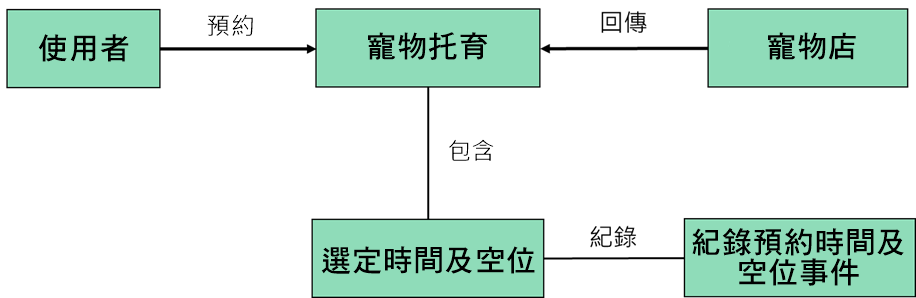 使用者
預約
寵物托育
回傳
寵物店
包含
選定時間及空位
紀錄
紀錄預約時間及
空位事件